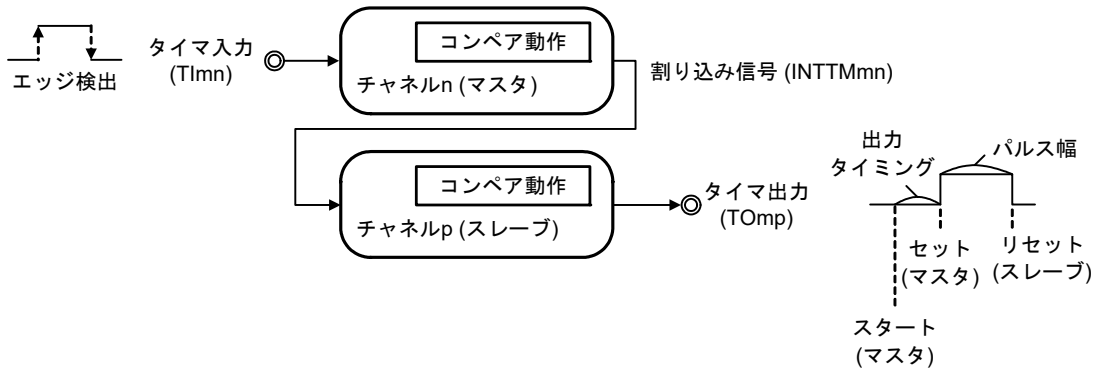 エッジ検出
タイマ入力
(TImn)
コンペア動作
チャネルn (マスタ)
割り込み信号 (INTTMmn)
コンペア動作
チャネルp (スレーブ)
タイマ出力
(TOmp)
出力
タイミング
パルス幅
セット
(マスタ)
リセット
(スレーブ)
スタート
(マスタ)